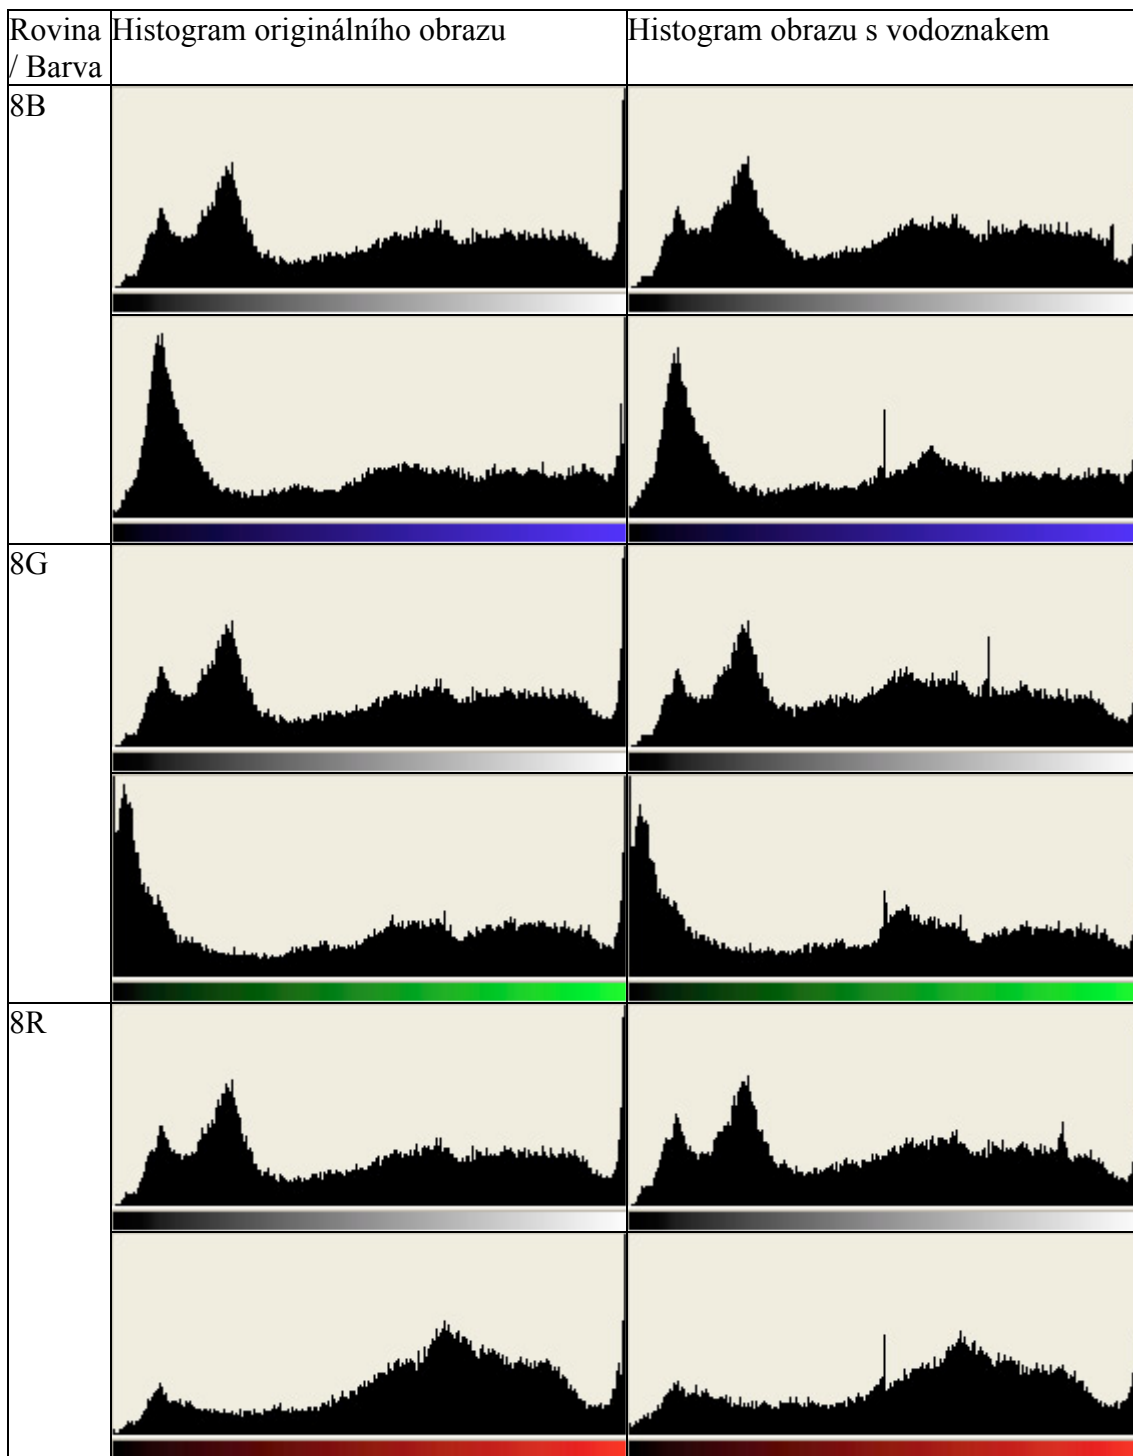 Rovina
/ Barva
Histogram originálního obrazu
Histogram obrazu s vodoznakem
8B
8G
8R